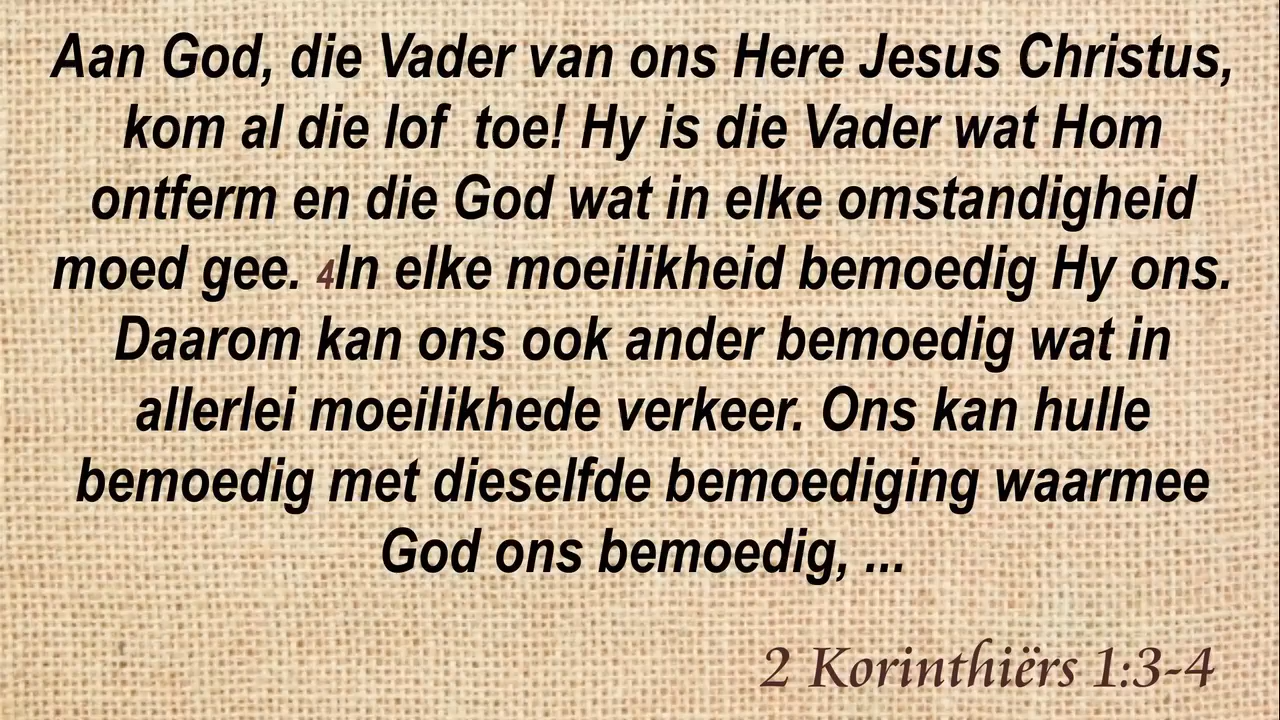 Aan God, die Vader van ons Here Jesus Christus,
kom al die lof  toe! Hy is die Vader wat Hom
ontferm en die God wat in elke omstandigheid
moed gee. 4In elke moeilikheid bemoedig Hy ons.
Daarom kan ons ook ander bemoedig wat in
allerlei moeilikhede verkeer. Ons kan hulle
bemoedig met dieselfde bemoediging waarmee
God ons bemoedig, ...
2 Korinthiërs 1:3-4